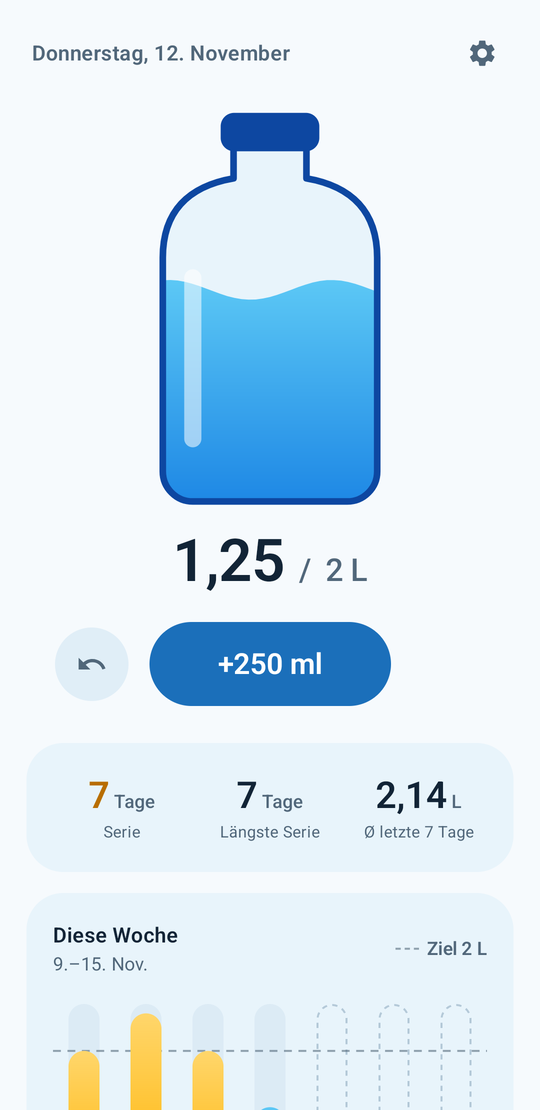 Donnerstag, 12. November
1,25 / 2 L
+250 ml
7 Tage
Serie
7 Tage
Längste Serie
2,14 L
Ø letzte 7 Tage
Diese Woche
9.–15. Nov.
Ziel 2 L